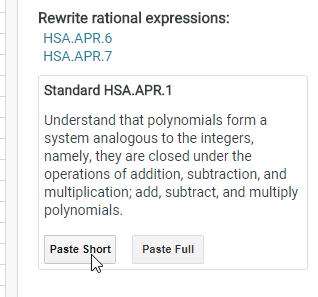 Rewrite rational expressions:
HSA.APR.6
HSA.APR.7
Standard HSA.APR.1
Understand that polynomials form a
system analogous to the integers,
namely, they are closed under the
operations of addition, subtraction, and
multiplication; add, subtract, and multiply
polynomials.
Paste Short Paste Full